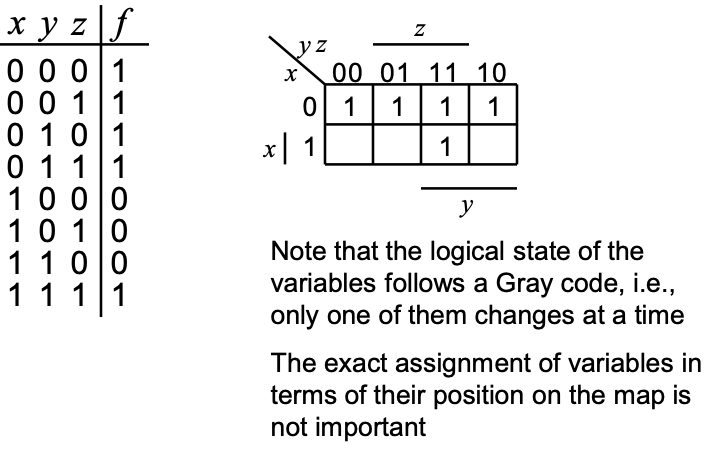 x y z f
0 0 0 1
0 0 1 1
0 1 0 1
0 1 1 1
1 0 0 0
1 0 1 0
1 1 0 0
1 1 1 1
z
y z
x 00 01 11 10
0 1 1 1 1
x 1 1
y
Note that the logical state of the
variables follows a Gray code, i.e.,
only one of them changes at a time
The exact assignment of variables in
terms of their position on the map is
not important